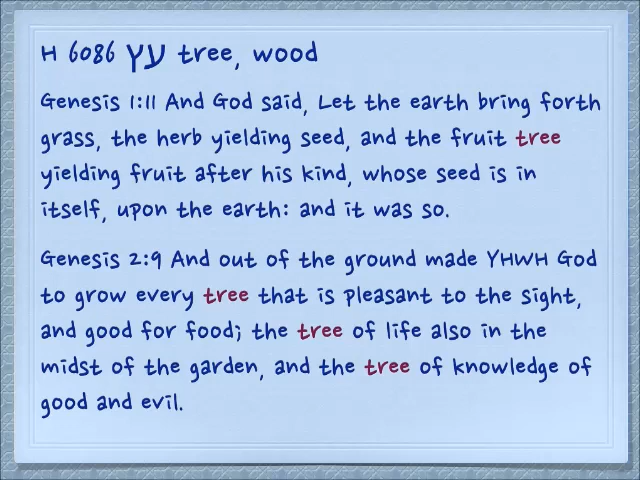 H 6086 עץ tree, wood
Genesis 1:11 And God said, Let the earth bring forth
grass, the herb yielding seed, and the fruit tree
yielding fruit after his kind, whose seed is in
itself, upon the earth: and it was so.
Genesis 2:9 And out of the ground made YHWH God
to grow every tree that is pleasant to the sight,
and good for food; the tree of life also in the
midst of the garden, and the tree of knowledge of
good and evil.